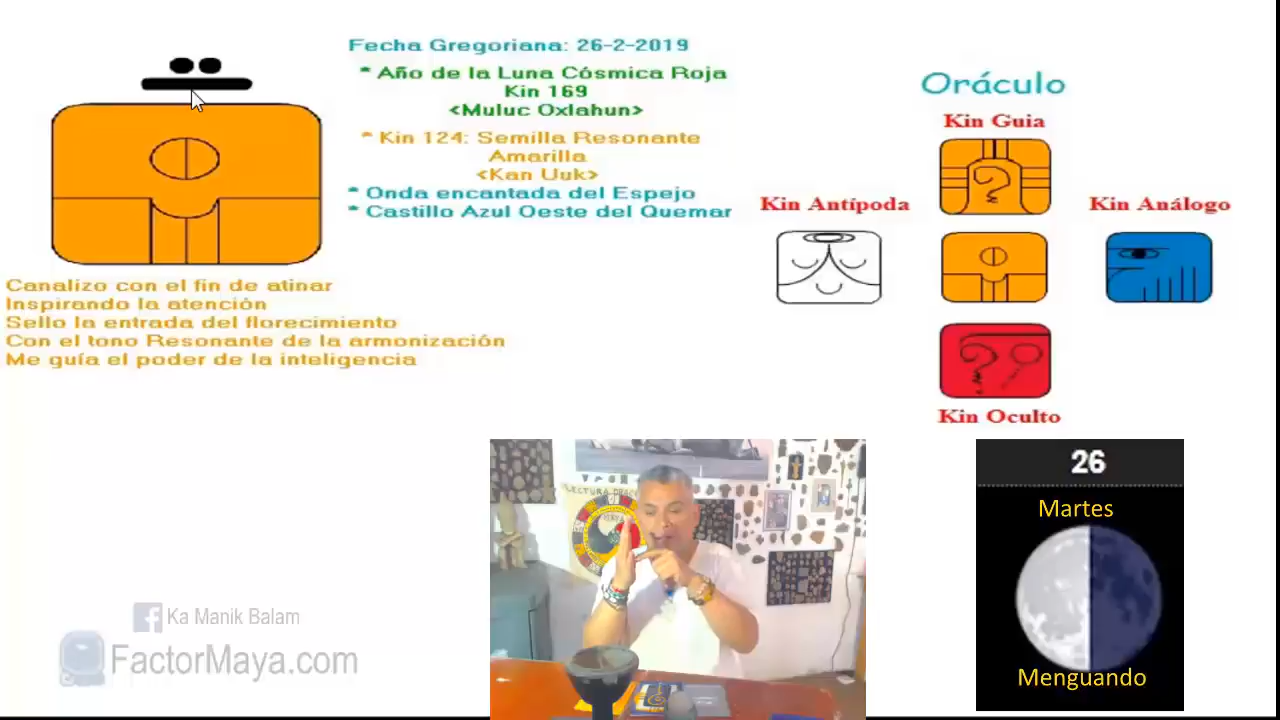 Fecha Gregoriana: 26-2-2019
* Año de la Luna Cósmica Roja
Kin 169
<Muluc Oxlahun>
* Kin 124: Semilla Resonante
Amarilla
<Kan Uuk>
* Onda encantada del Espejo
* Castillo Azul Oeste del Quemar
Canalizo con el fin de atinar
Inspirando la atención
Sello la entrada del florecimiento
Con el tono Resonante de la armonización
Me guía el poder de la inteligencia
Oráculo
Kin Guia
Kin Antípoda
Kin Análogo
Kin Oculto
LECTURA
26
Martes
Menguando
Ka Manik Balam
FactorMaya.com